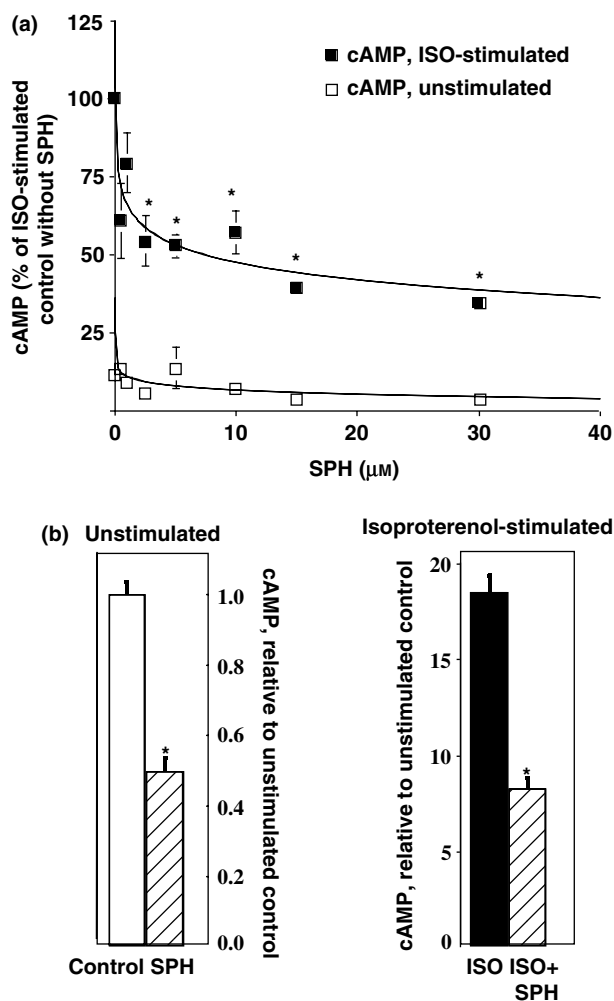 (a)
125
100
75
50
25
cAMP (% of ISO-stimulated
control without SPH)
cAMP, ISO-stimulated
cAMP, unstimulated
* * * * *
0 10 20 30 40
SPH (μM)
(b) Unstimulated
1.0
0.8
0.6
0.4
0.2
0.0
cAMP, relative to unstimulated control
*
Control SPH
Isoproterenol-stimulated
20
15
10
5
0
cAMP, relative to unstimulated control
*
ISO ISO+
SPH